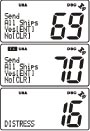 USA DSC
Send
All Ships
Yes[ENT]
No[CLR]
69
USA DSC
Send
All Ships
Yes[ENT]
No[CLR]
70
USA DSC
DISTRESS
16